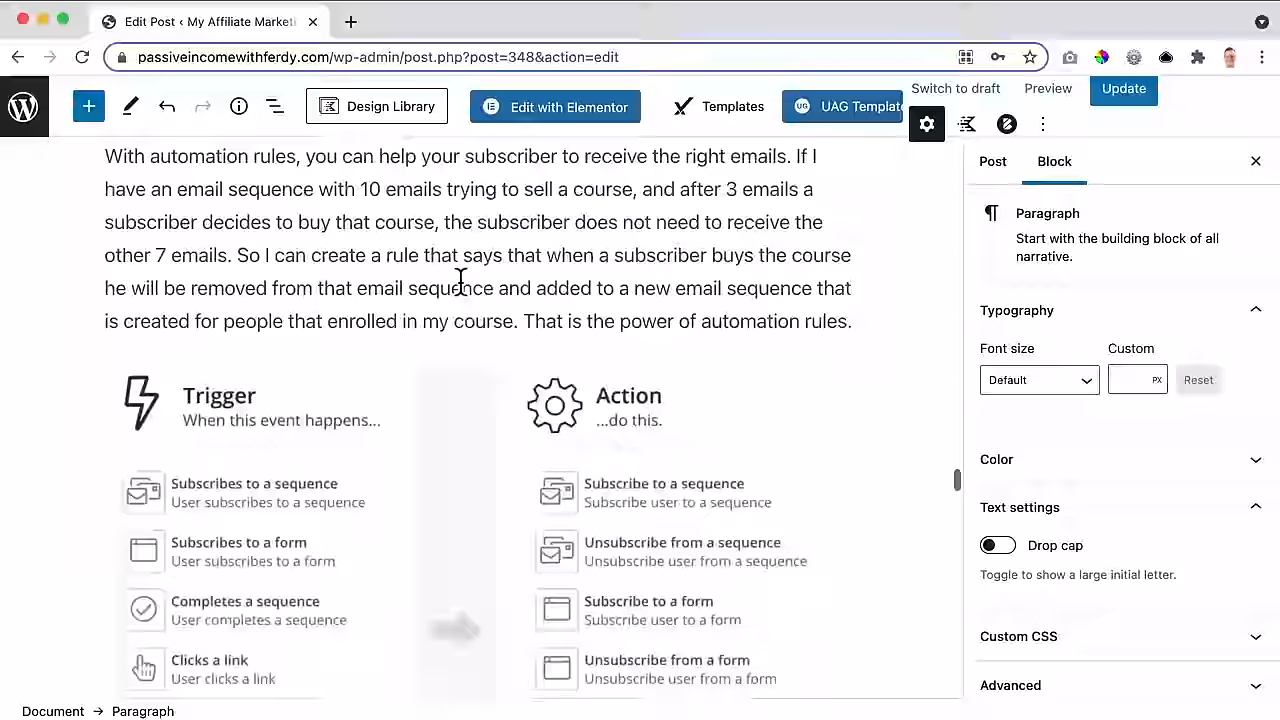 Edit Post ‹ My Affiliate Marketi
passiveincomewithferdy.com/wp-admin/post.php?post=348&action=edit
Design Library
Edit with Elementor
Templates
UG
UAG Template
Switch to draft
Preview
Update
With automation rules, you can help your subscriber to receive the right emails. If I
have an email sequence with 10 emails trying to sell a course, and after 3 emails a
subscriber decides to buy that course, the subscriber does not need to receive the
other 7 emails. So I can create a rule that says that when a subscriber buys the course
he will be removed from that email sequence and added to a new email sequence that
is created for people that enrolled in my course. That is the power of automation rules.
Trigger
When this event happens...
Subscribes to a sequence
User subscribes to a sequence
Subscribes to a form
User subscribes to a form
Completes a sequence
User completes a sequence
Clicks a link
User clicks a link
Action
...do this.
Subscribe to a sequence
Subscribe user to a sequence
Unsubscribe from a sequence
Unsubscribe user from a sequence
Subscribe to a form
Subscribe user to a form
Unsubscribe from a form
Unsubscribe user from a form
Post
Block
Paragraph
Start with the building block of all
narrative.
Typography
Font size
Custom
Default
PX
Reset
Color
Text settings
Drop cap
Toggle to show a large initial letter.
Custom CSS
Advanced
Document → Paragraph